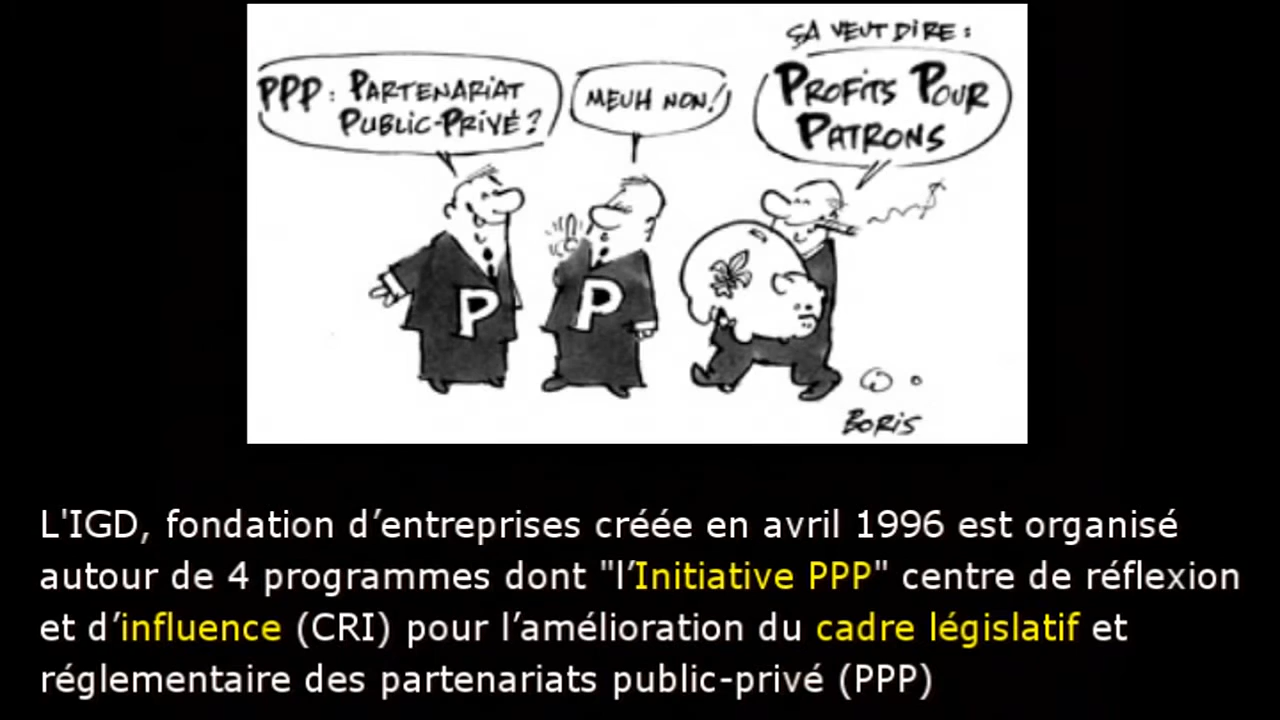 ÇA VEUT DIRE :
PPP : PARTENARIAT
PUBLIC-PRIVÉ ?
MEUH NON !
PROFITS POUR
PATRONS
P
P
BORIS
L'IGD, fondation d’entreprises créée en avril 1996 est organisé
autour de 4 programmes dont "l’Initiative PPP" centre de réflexion
et d’influence (CRI) pour l’amélioration du cadre législatif et
réglementaire des partenariats public-privé (PPP)